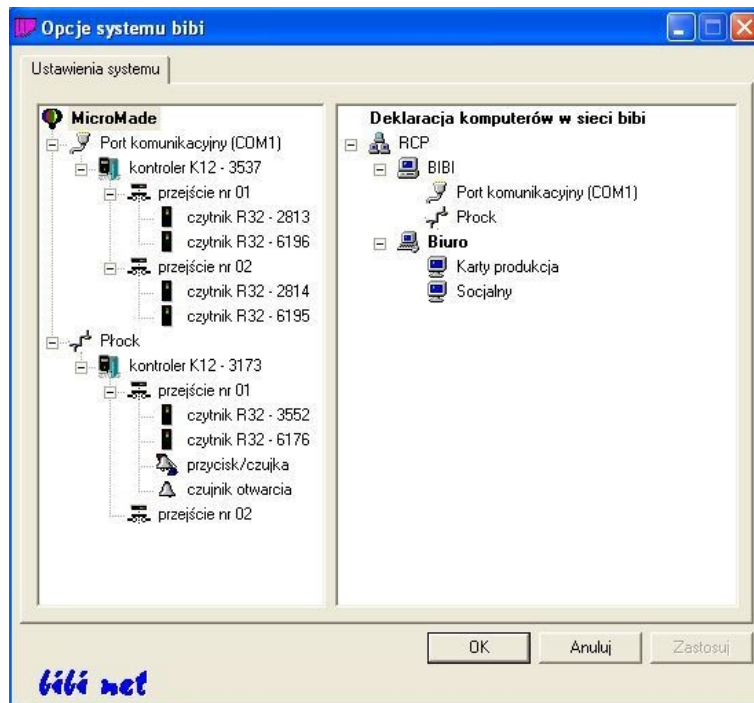 Opcje systemu bibi
Ustawienia systemu
MicroMade
Port komunikacyjny (COM1)
kontroler K12 - 3537
przejście nr 01
czytnik R32 - 2813
czytnik R32 - 6196
przejście nr 02
czytnik R32 - 2814
czytnik R32 - 6195
Płock
kontroler K12 - 3173
przejście nr 01
czytnik R32 - 3552
czytnik R32 - 6176
przycisk/czujka
czujnik otwarcia
przejście nr 02
Deklaracja komputerów w sieci bibi
RCP
BIBI
Port komunikacyjny (COM1)
Płock
Biuro
Karty produkcja
Socjalny
OK
Anuluj
Zastosuj
bibi net